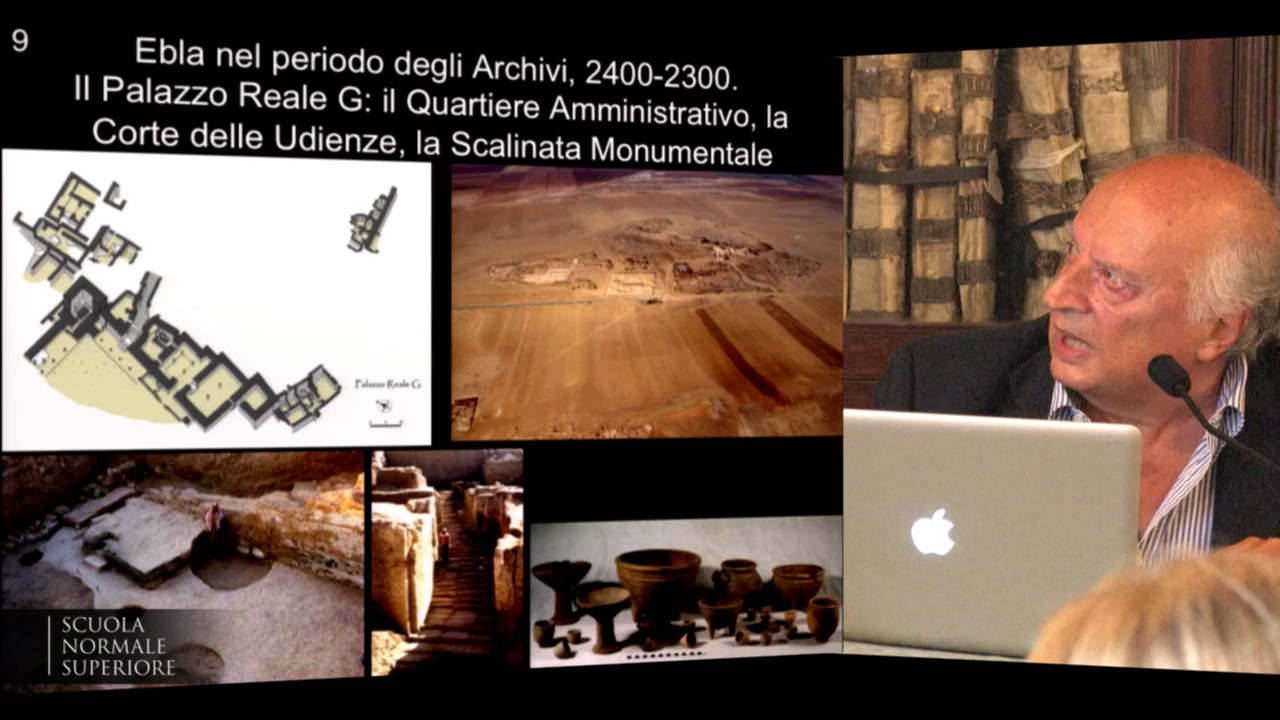 9
Ebla nel periodo degli Archivi, 2400-2300.
Il Palazzo Reale G: il Quartiere Amministrativo, la
Corte delle Udienze, la Scalinata Monumentale
Palazzo Reale G
SCUOLA
NORMALE
SUPERIORE